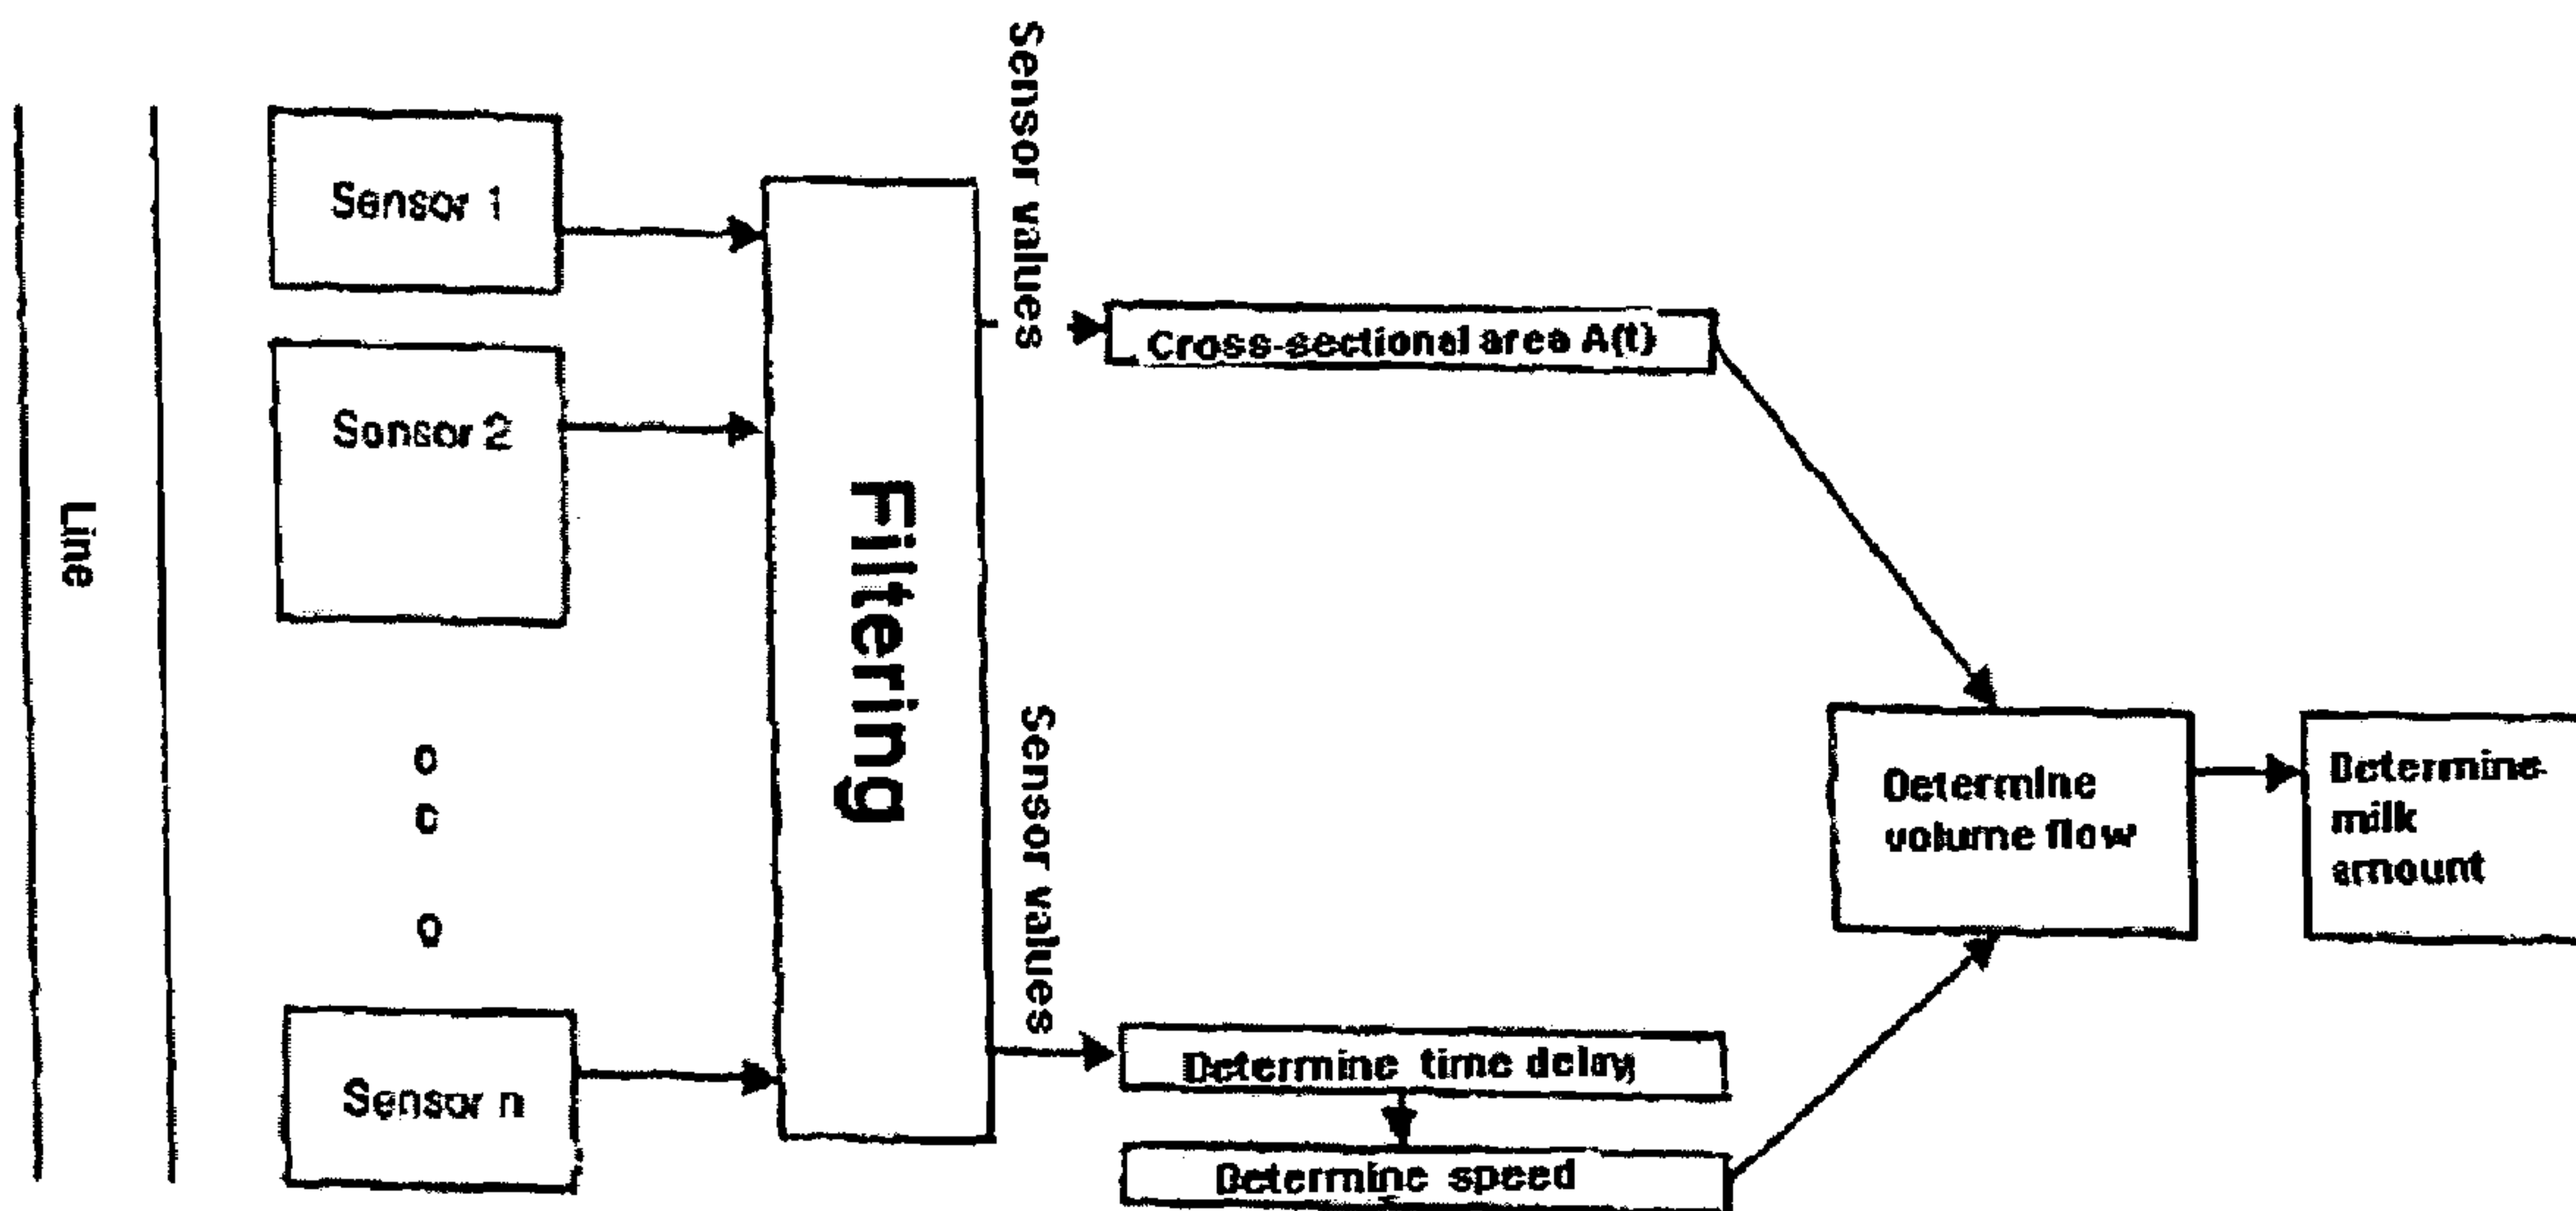 Line
Sensor 1
Sensor 2
Sensor n
Filtering
Sensor values
Sensor values
Cross-sectional area A(t)
Determine time delay
Determine speed
Determine
volume flow
Determine
milk
amount